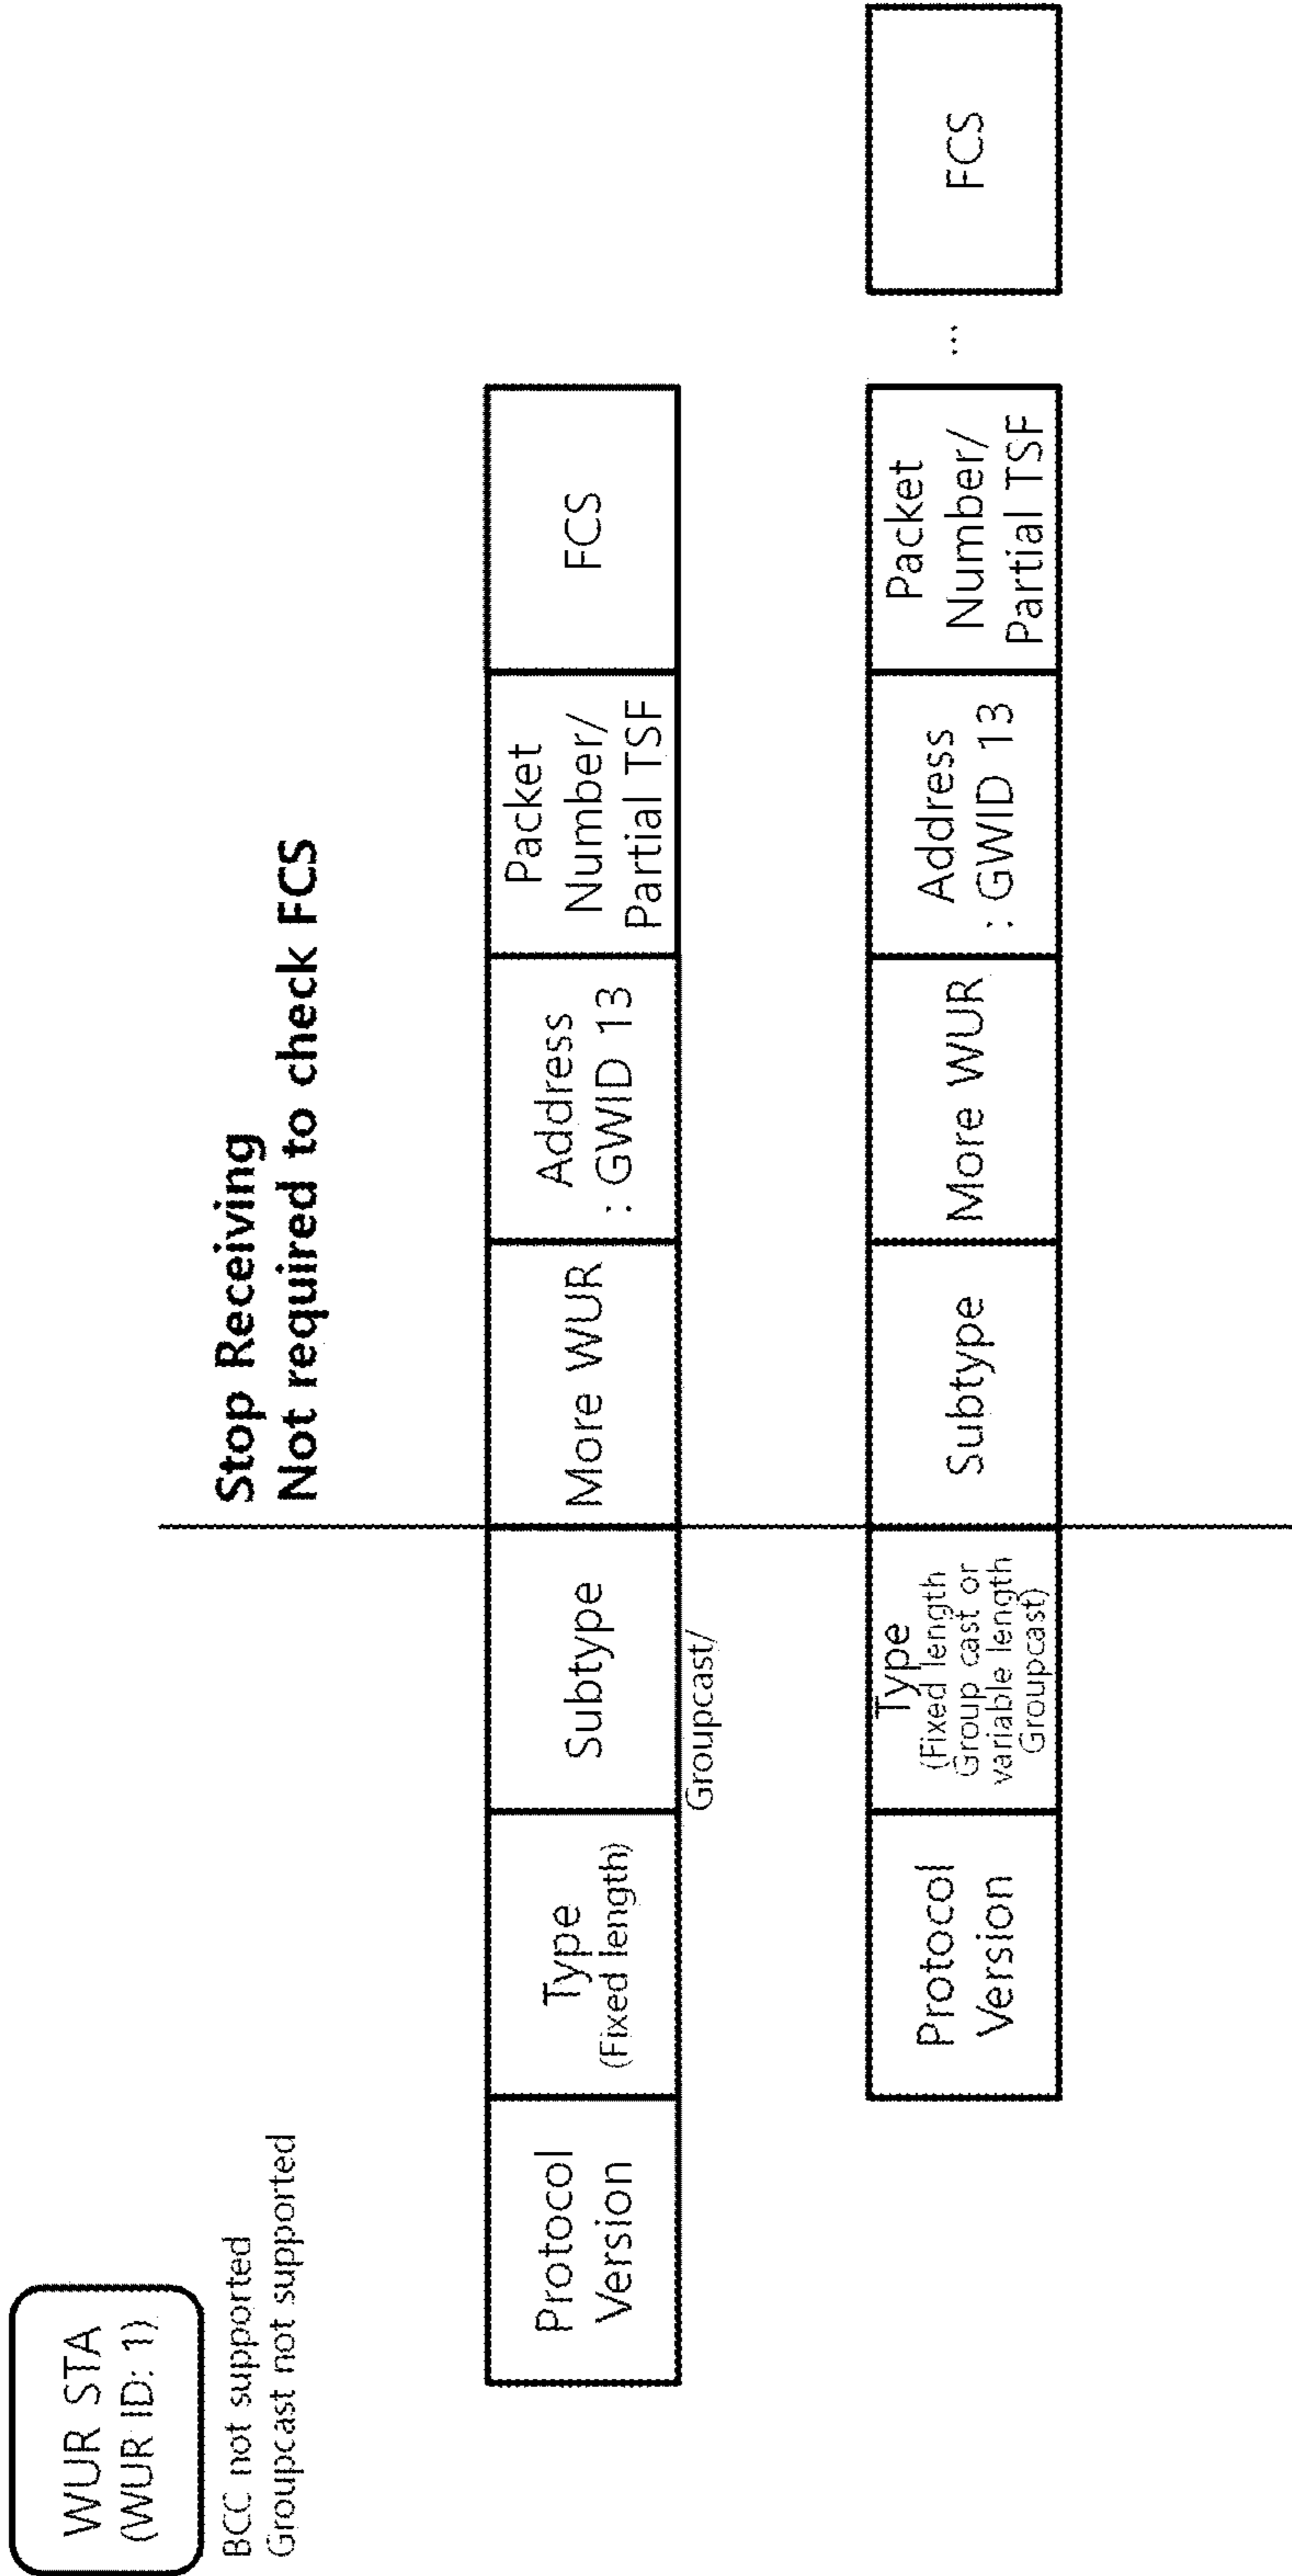 WUR STA
(WUR ID: 1)
BCC not supported
Groupcast not supported
Stop Receiving
Not required to check FCS
Protocol
Version
Type
(Fixed length)
Subtype
More WUR
Address
: GWID 13
Packet
Number/
Partial TSF
FCS
Groupcast/
Protocol
Version
Type
(Fixed length
Group cast or
variable length
Groupcast)
Subtype
More WUR
Address
: GWID 13
Packet
Number/
Partial TSF
...
FCS